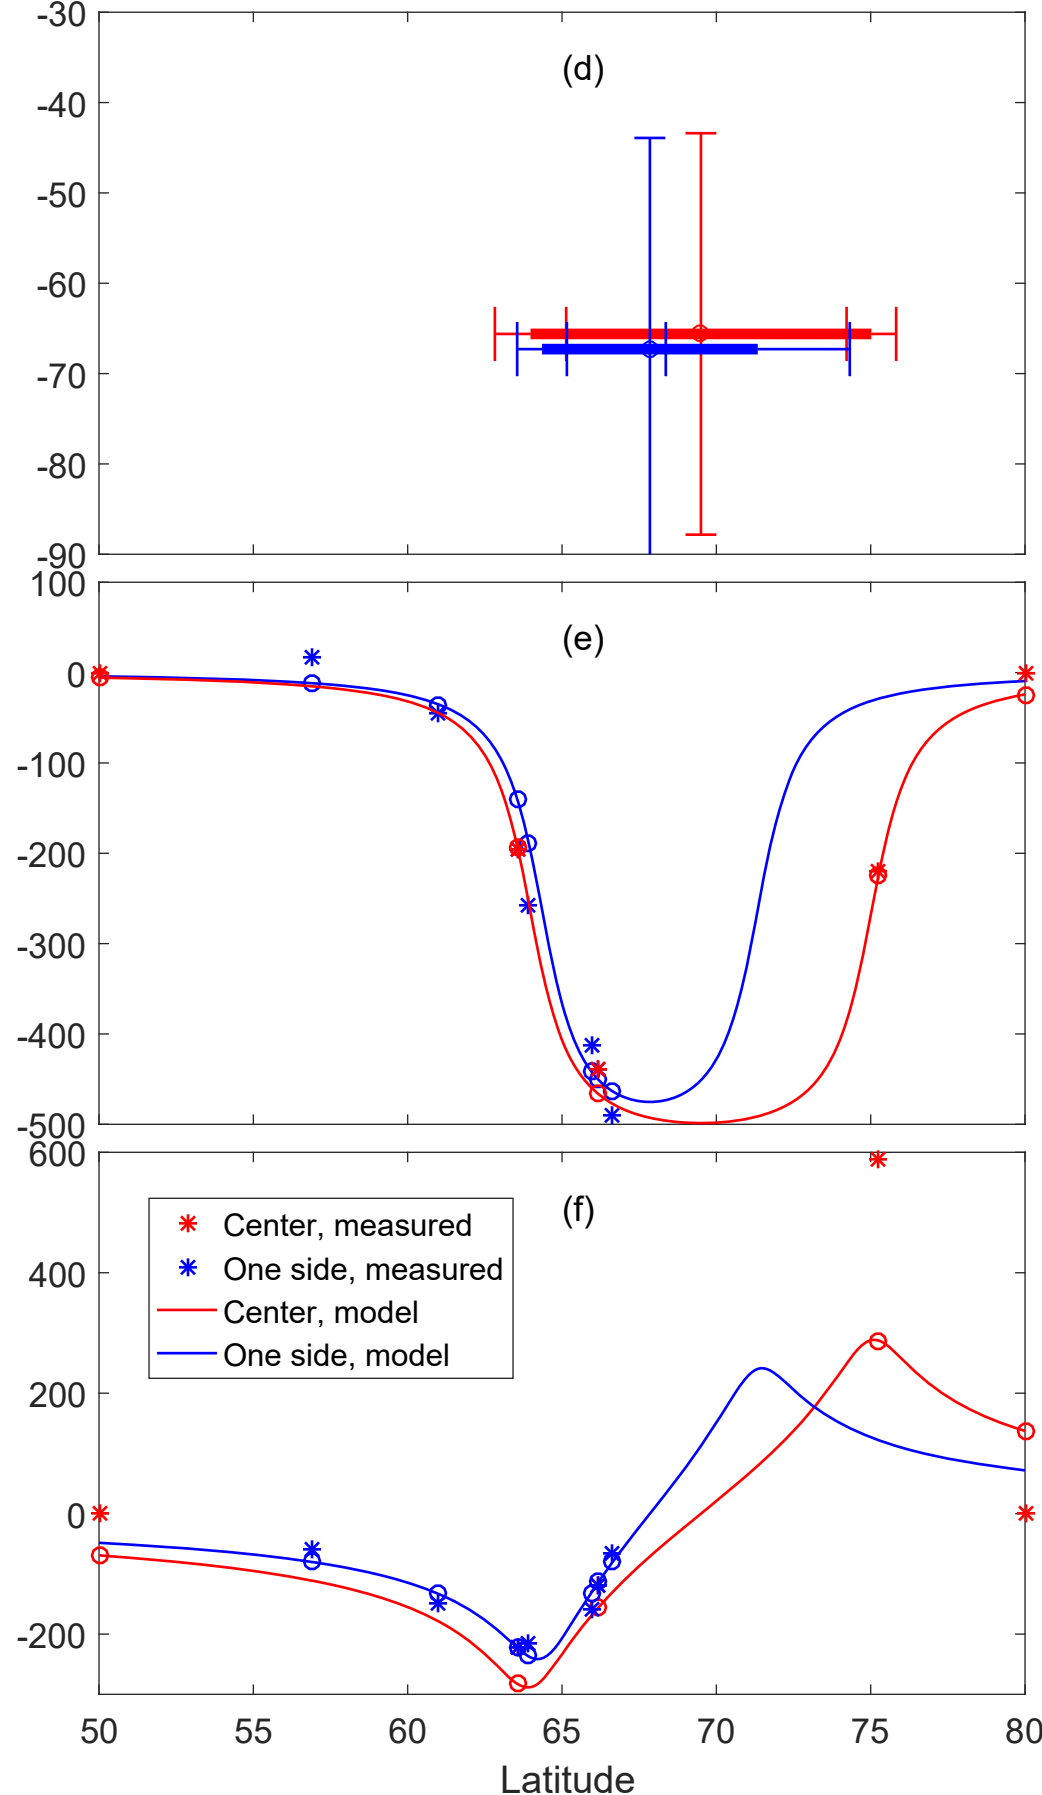 -30
(d)
-40
-50
-60
-70
-80
-90
100
(e)
0
-100
-200
-300
-400
-500
600
(f)
Center, measured
One side, measured
Center, model
One side, model
400
200
0
-200
50 55 60 65 70 75 80
Latitude